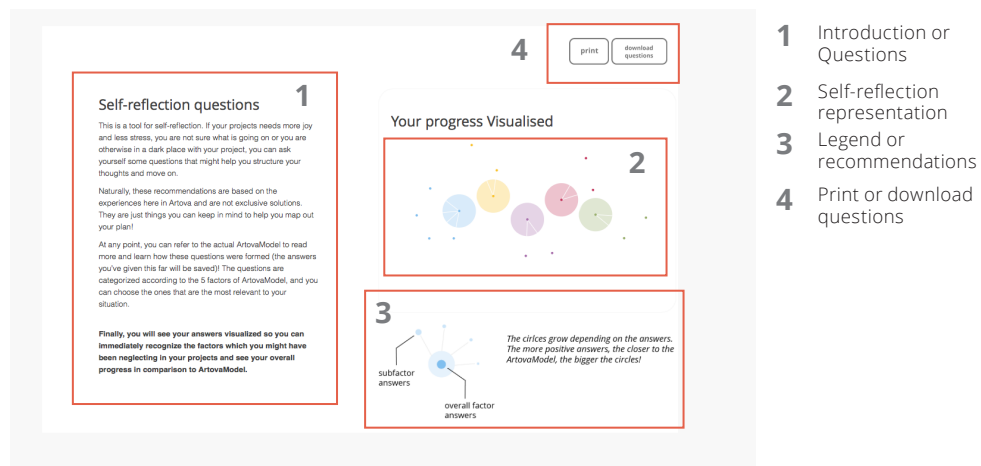 4
print
download
questions
1
Self-reflection questions
This is a tool for self-reflection. If your projects needs more joy
and less stress, you are not sure what is going on or you are
otherwise in a dark place with your project, you can ask
yourself some questions that might help you structure your
thoughts and move on.
Naturally, these recommendations are based on the
experiences here in Artova and are not exclusive solutions.
They are just things you can keep in mind to help you map out
your plan!
At any point, you can refer to the actual ArtovaModel to read
more and learn how these questions were formed (the answers
you've given this far will be saved)! The questions are
categorized according to the 5 factors of ArtovaModel, and you
can choose the ones that are the most relevant to your
situation.
Finally, you will see your answers visualized so you can
immediately recognize the factors which you might have
been neglecting in your projects and see your overall
progress in comparison to ArtovaModel.
Your progress Visualised
2
3
The cirlces grow depending on the answers.
The more positive answers, the closer to the
ArtovaModel, the bigger the circles!
subfactor
answers
overall factor
answers
1 Introduction or
Questions
2 Self-reflection
representation
3 Legend or
recommendations
4 Print or download
questions